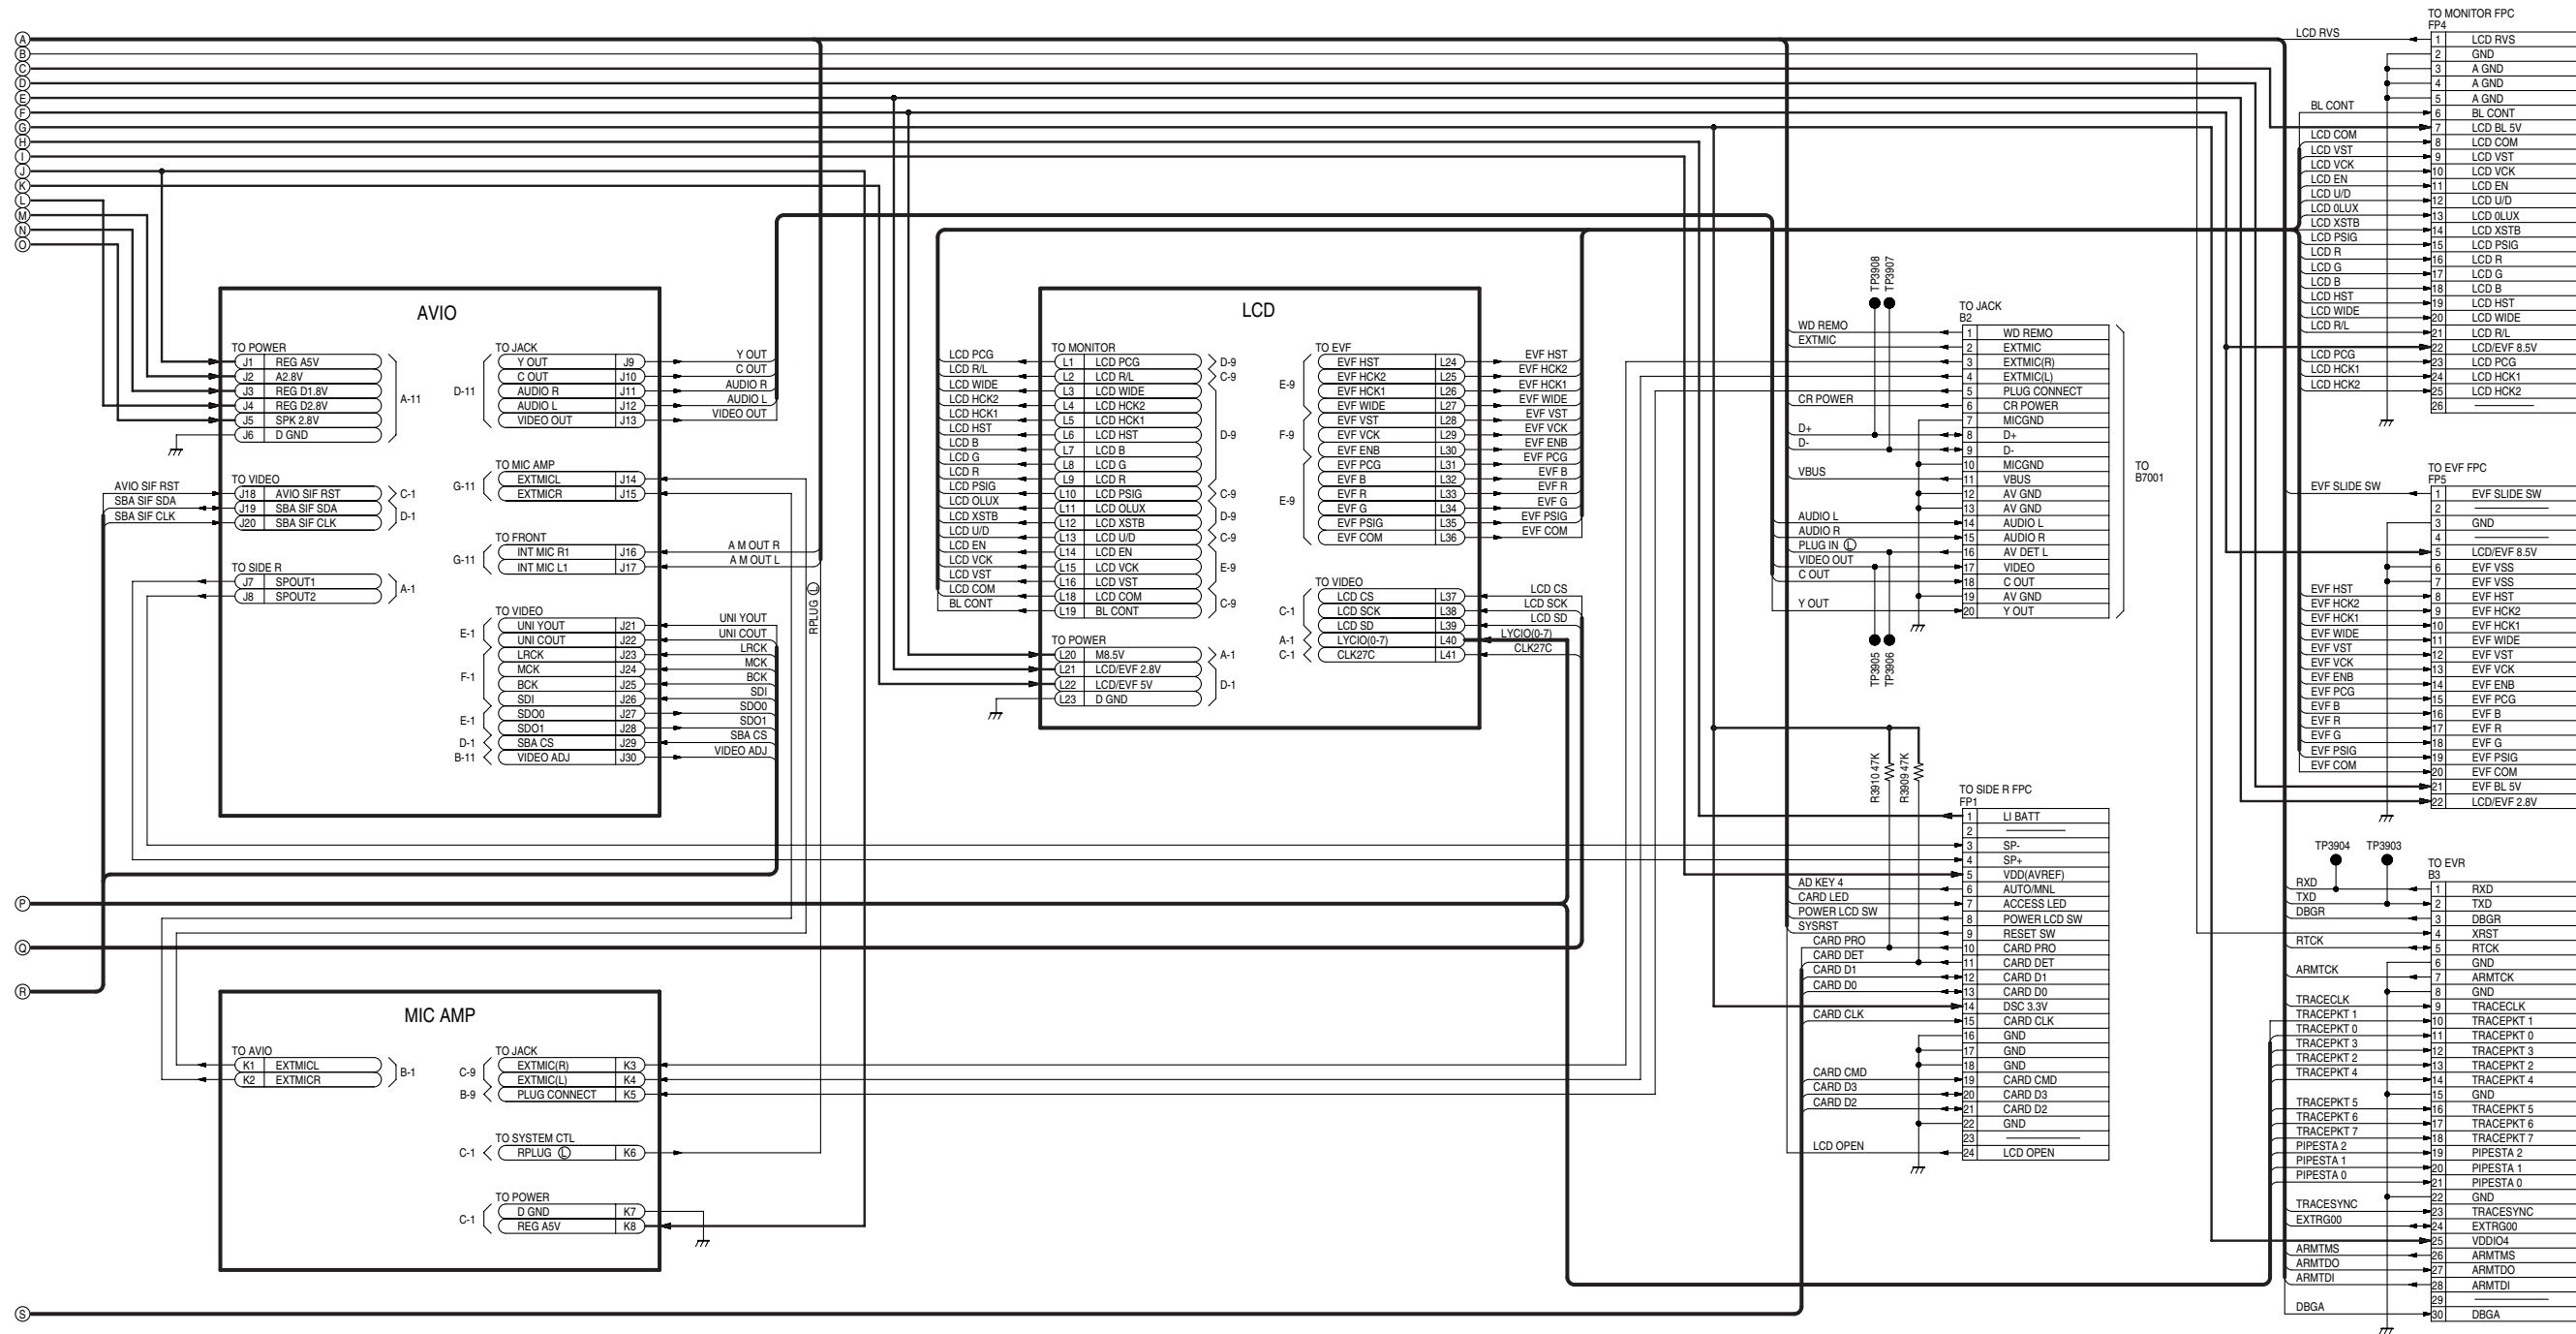 A
B
C
D
E
F
G
H
I
J
K
L
M
N
O
P
Q
R
S
AVIO
TO POWER
J1 REG A5V
J2 A2.8V
J3 REG D1.8V
J4 REG D2.8V
J5 SPK 2.8V
J6 D GND
A-11
TO VIDEO
AVIO SIF RST J18 AVIO SIF RST C-1
SBA SIF SDA J19 SBA SIF SDA D-1
SBA SIF CLK J20 SBA SIF CLK
TO SIDE R
J7 SPOUT1
J8 SPOUT2
A-1
TO JACK
D-11
Y OUT J9 Y OUT
C OUT J10 C OUT
AUDIO R J11 AUDIO R
AUDIO L J12 AUDIO L
VIDEO OUT J13 VIDEO OUT
TO MIC AMP
G-11
EXTMICL J14
EXTMICR J15
TO FRONT
G-11
INT MIC R1 J16 A M OUT R
INT MIC L1 J17 A M OUT L
RPLUG Ⓛ
TO VIDEO
E-1
UNI YOUT J21 UNI YOUT
UNI COUT J22 UNI COUT
F-1
LRCK J23 LRCK
MCK J24 MCK
BCK J25 BCK
SDI J26 SDI
E-1
SDO0 J27 SDO0
SDO1 J28 SDO1
D-1 SBA CS J29 SBA CS
B-11 VIDEO ADJ J30 VIDEO ADJ
MIC AMP
TO AVIO
K1 EXTMICL
K2 EXTMICR
B-1
TO JACK
C-9
EXTMIC(R) K3
EXTMIC(L) K4
B-9 PLUG CONNECT K5
TO SYSTEM CTL
C-1 RPLUG Ⓛ K6
TO POWER
C-1
D GND K7
REG A5V K8
LCD
TO MONITOR
LCD PCG L1 LCD PCG D-9
LCD R/L L2 LCD R/L C-9
LCD WIDE L3 LCD WIDE
LCD HCK2 L4 LCD HCK2
LCD HCK1 L5 LCD HCK1
LCD HST L6 LCD HST D-9
LCD B L7 LCD B
LCD G L8 LCD G
LCD R L9 LCD R
LCD PSIG L10 LCD PSIG C-9
LCD OLUX L11 LCD OLUX
LCD XSTB L12 LCD XSTB D-9
LCD U/D L13 LCD U/D C-9
LCD EN L14 LCD EN
LCD VCK L15 LCD VCK E-9
LCD VST L16 LCD VST
LCD COM L18 LCD COM
BL CONT L19 BL CONT C-9
TO POWER
L20 M8.5V A-1
L21 LCD/EVF 2.8V
L22 LCD/EVF 5V D-1
L23 D GND
TO EVF
EVF HST L24 EVF HST
EVF HCK2 L25 EVF HCK2
E-9
EVF HCK1 L26 EVF HCK1
EVF WIDE L27 EVF WIDE
EVF VST L28 EVF VST
F-9 EVF VCK L29 EVF VCK
EVF ENB L30 EVF ENB
EVF PCG L31 EVF PCG
EVF B L32 EVF B
EVF R L33 EVF R
E-9
EVF G L34 EVF G
EVF PSIG L35 EVF PSIG
EVF COM L36 EVF COM
TO VIDEO
LCD CS L37 LCD CS
C-1 LCD SCK L38 LCD SCK
LCD SD L39 LCD SD
A-1 LYCIO(0-7) L40 LYCIO(0-7)
C-1 CLK27C L41 CLK27C
TP3908
TP3907
TO JACK
B2
WD REMO 1 WD REMO
EXTMIC 2 EXTMIC
3 EXTMIC(R)
4 EXTMIC(L)
5 PLUG CONNECT
CR POWER 6 CR POWER
7 MICGND
D+ 8 D+
D- 9 D-
10 MICGND
VBUS 11 VBUS
12 AV GND
13 AV GND
AUDIO L 14 AUDIO L
AUDIO R 15 AUDIO R
PLUG IN Ⓛ 16 AV DET L
VIDEO OUT 17 VIDEO
C OUT 18 C OUT
19 AV GND
Y OUT 20 Y OUT
TO
B7001
TP3905
TP3906
R3910 47K
R3909 47K
TO SIDE R FPC
FP1
1 LI BATT
2
3 SP-
4 SP+
5 VDD(AVREF)
AD KEY 4 6 AUTO/MNL
CARD LED 7 ACCESS LED
POWER LCD SW 8 POWER LCD SW
SYSRST 9 RESET SW
CARD PRO 10 CARD PRO
CARD DET 11 CARD DET
CARD D1 12 CARD D1
CARD D0 13 CARD D0
14 DSC 3.3V
CARD CLK 15 CARD CLK
16 GND
17 GND
18 GND
CARD CMD 19 CARD CMD
CARD D3 20 CARD D3
CARD D2 21 CARD D2
22 GND
23
LCD OPEN 24 LCD OPEN
TO MONITOR FPC
FP4
LCD RVS 1 LCD RVS
2 GND
3 A GND
4 A GND
5 A GND
BL CONT 6 BL CONT
7 LCD BL 5V
LCD COM 8 LCD COM
LCD VST 9 LCD VST
LCD VCK 10 LCD VCK
LCD EN 11 LCD EN
LCD U/D 12 LCD U/D
LCD 0LUX 13 LCD 0LUX
LCD XSTB 14 LCD XSTB
LCD PSIG 15 LCD PSIG
LCD R 16 LCD R
LCD G 17 LCD G
LCD B 18 LCD B
LCD HST 19 LCD HST
LCD WIDE 20 LCD WIDE
LCD R/L 21 LCD R/L
22 LCD/EVF 8.5V
LCD PCG 23 LCD PCG
LCD HCK1 24 LCD HCK1
LCD HCK2 25 LCD HCK2
26
TO EVF FPC
FP5
EVF SLIDE SW 1 EVF SLIDE SW
2
3 GND
4
5 LCD/EVF 8.5V
6 EVF VSS
7 EVF VSS
EVF HST 8 EVF HST
EVF HCK2 9 EVF HCK2
EVF HCK1 10 EVF HCK1
EVF WIDE 11 EVF WIDE
EVF VST 12 EVF VST
EVF VCK 13 EVF VCK
EVF ENB 14 EVF ENB
EVF PCG 15 EVF PCG
EVF B 16 EVF B
EVF R 17 EVF R
EVF G 18 EVF G
EVF PSIG 19 EVF PSIG
EVF COM 20 EVF COM
21 EVF BL 5V
22 LCD/EVF 2.8V
TP3904 TP3903
TO EVR
B3
RXD 1 RXD
TXD 2 TXD
DBGR 3 DBGR
4 XRST
RTCK 5 RTCK
6 GND
ARMTCK 7 ARMTCK
8 GND
TRACECLK 9 TRACECLK
TRACEPKT 1 10 TRACEPKT 1
TRACEPKT 0 11 TRACEPKT 0
TRACEPKT 3 12 TRACEPKT 3
TRACEPKT 2 13 TRACEPKT 2
TRACEPKT 4 14 TRACEPKT 4
15 GND
TRACEPKT 5 16 TRACEPKT 5
TRACEPKT 6 17 TRACEPKT 6
TRACEPKT 7 18 TRACEPKT 7
PIPESTA 2 19 PIPESTA 2
PIPESTA 1 20 PIPESTA 1
PIPESTA 0 21 PIPESTA 0
22 GND
TRACESYNC 23 TRACESYNC
EXTRG00 24 EXTRG00
25 VDDIO4
ARMTMS 26 ARMTMS
ARMTDO 27 ARMTDO
ARMTDI 28 ARMTDI
29
DBGA 30 DBGA